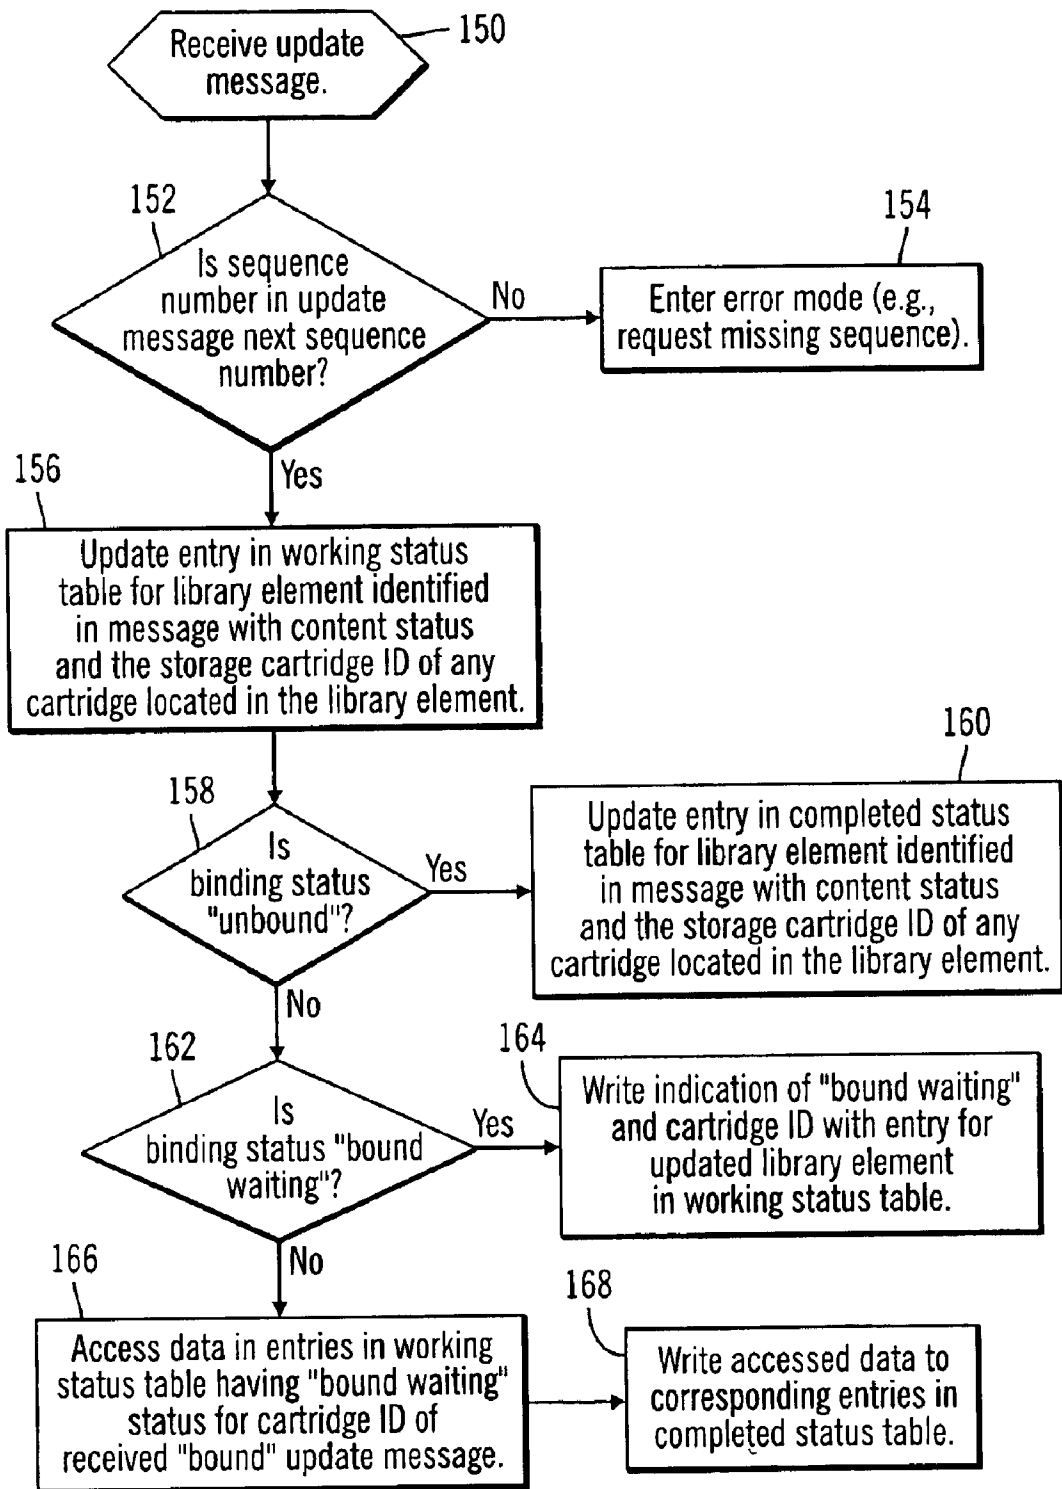 Receive update
message.
150
152
Is sequence
number in update
message next sequence
number?
No
154
Enter error mode (e.g.,
request missing sequence).
Yes
156
Update entry in working status
table for library element identified
in message with content status
and the storage cartridge ID of any
cartridge located in the library element.
158
Is
binding status
"unbound"?
Yes
160
Update entry in completed status
table for library element identified
in message with content status
and the storage cartridge ID of any
cartridge located in the library element.
No
162
Is
binding status "bound
waiting"?
Yes
164
Write indication of "bound waiting"
and cartridge ID with entry for
updated library element
in working status table.
No
166
Access data in entries in working
status table having "bound waiting"
status for cartridge ID of
received "bound" update message.
168
Write accessed data to
corresponding entries in
completed status table.